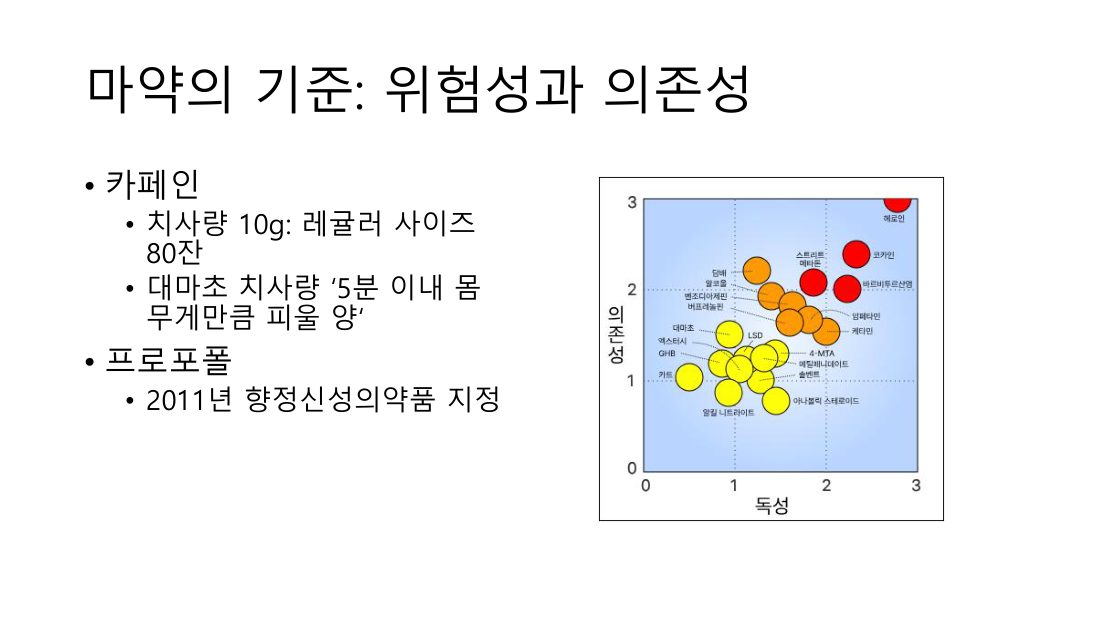 마약의 기준: 위험성과 의존성
• 카페인
• 치사량 10g: 레귤러 사이즈
80잔
• 대마초 치사량 ‘5분 이내 몸
무게만큼 피울 양‘
• 프로포폴
• 2011년 향정신성의약품 지정
3
헤로인
스트리트
메타돈
코카인
담배
알코올
바르비투르산염
2
벤조디아제핀
버프레놀핀
암페타민
케타민
의존성
대마초
LSD
엑스터시
GHB
4-MTA
메틸페니데이트
솔벤트
카트
1
아나볼릭 스테로이드
알킬 니트라이트
0
0 1 2 3
독성